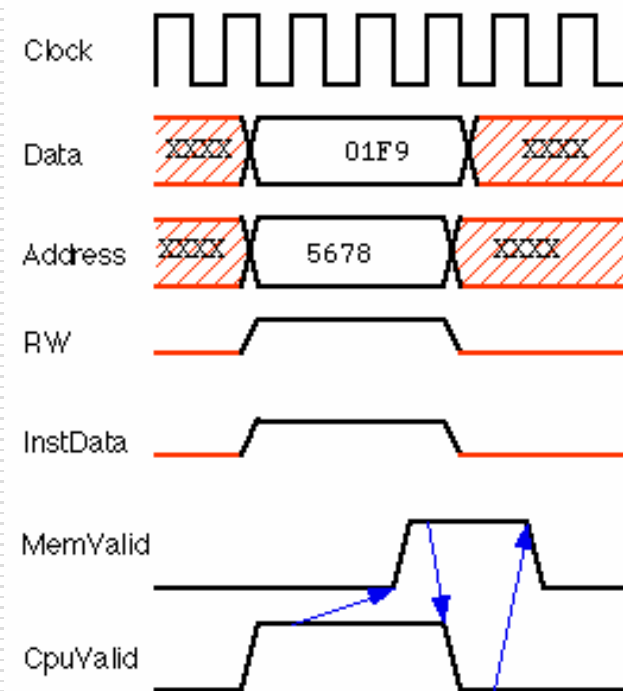 Clock
Data XXXX 01F9 XXXX
Address XXXX 5678 XXXX
RW
InstData
MemValid
CpuValid